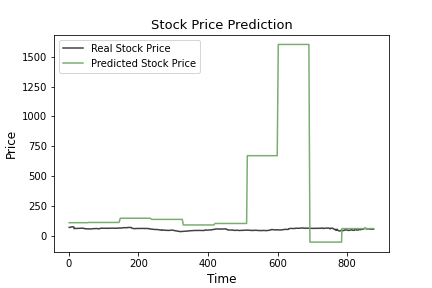 Stock Price Prediction
Real Stock Price
Predicted Stock Price
1500
1250
1000
750
500
250
0
Price
0 200 400 600 800
Time